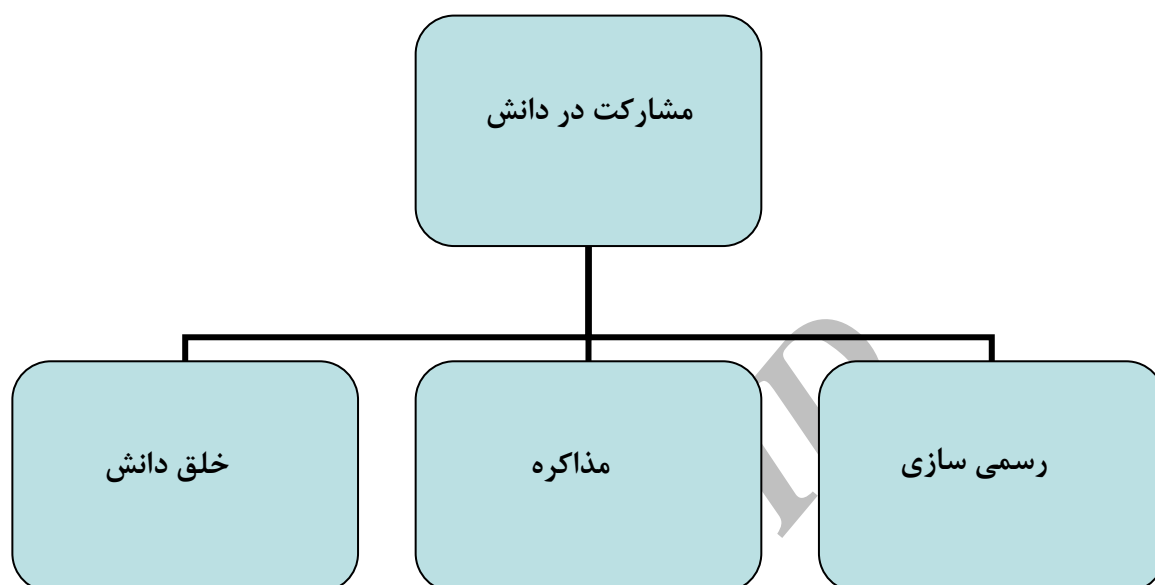 مشارکت در دانش
رسمی سازی
مذاکره
خلق دانش